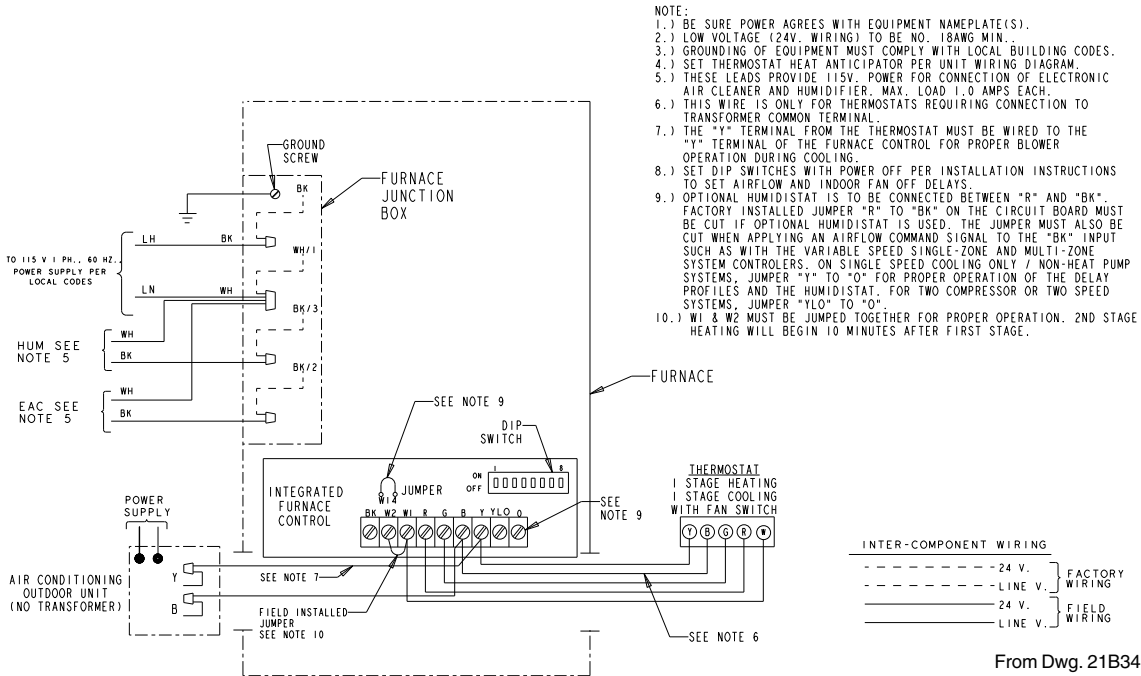 NOTE:
1.) BE SURE POWER AGREES WITH EQUIPMENT NAMEPLATE(S).
2.) LOW VOLTAGE (24V. WIRING) TO BE NO. 18AWG MIN..
3.) GROUNDING OF EQUIPMENT MUST COMPLY WITH LOCAL BUILDING CODES.
4.) SET THERMOSTAT HEAT ANTICIPATOR PER UNIT WIRING DIAGRAM.
5.) THESE LEADS PROVIDE 115V. POWER FOR CONNECTION OF ELECTRONIC
AIR CLEANER AND HUMIDIFIER. MAX. LOAD 1.0 AMPS EACH.
6.) THIS WIRE IS ONLY FOR THERMOSTATS REQUIRING CONNECTION TO
TRANSFORMER COMMON TERMINAL.
7.) THE "Y" TERMINAL FROM THE THERMOSTAT MUST BE WIRED TO THE
"Y" TERMINAL OF THE FURNACE CONTROL FOR PROPER BLOWER
OPERATION DURING COOLING.
8.) SET DIP SWITCHES WITH POWER OFF PER INSTALLATION INSTRUCTIONS
TO SET AIRFLOW AND INDOOR FAN OFF DELAYS.
9.) OPTIONAL HUMIDISTAT IS TO BE CONNECTED BETWEEN "R" AND "BK".
FACTORY INSTALLED JUMPER "R" TO "BK" ON THE CIRCUIT BOARD MUST
BE CUT IF OPTIONAL HUMIDISTAT IS USED. THE JUMPER MUST ALSO BE
CUT WHEN APPLYING AN AIRFLOW COMMAND SIGNAL TO THE "BK" INPUT
SUCH AS WITH THE VARIABLE SPEED SINGLE-ZONE AND MULTI-ZONE
SYSTEM CONTROLERS. ON SINGLE SPEED COOLING ONLY / NON-HEAT PUMP
SYSTEMS, JUMPER "Y" TO "O" FOR PROPER OPERATION OF THE DELAY
PROFILES AND THE HUMIDISTAT. FOR TWO COMPRESSOR OR TWO SPEED
SYSTEMS, JUMPER "YLO" TO "O".
10.) W1 & W2 MUST BE JUMPED TOGETHER FOR PROPER OPERATION. 2ND STAGE
HEATING WILL BEGIN 10 MINUTES AFTER FIRST STAGE.
GROUND
SCREW
BK
FURNACE
JUNCTION
BOX
LH
BK
WH/1
TO 115 V 1 PH., 60 HZ.
POWER SUPPLY PER
LOCAL CODES
LN
WH
BK/3
WH
HUM SEE
NOTE 5
BK
BK/2
WH
EAC SEE
NOTE 5
BK
FURNACE
SEE NOTE 9
DIP
SWITCH
1
8
ON
OFF
INTEGRATED
FURNACE
CONTROL
JUMPER
W14
BK W2 W1 R G B Y YLO O
SEE
NOTE 9
THERMOSTAT
1 STAGE HEATING
1 STAGE COOLING
WITH FAN SWITCH
Y B G R W
POWER
SUPPLY
AIR CONDITIONING
OUTDOOR UNIT
(NO TRANSFORMER)
Y
B
SEE NOTE 7
FIELD INSTALLED
JUMPER
SEE NOTE 10
SEE NOTE 6
INTER-COMPONENT WIRING
24 V.
LINE V.
FACTORY
WIRING
24 V.
LINE V.
FIELD
WIRING
From Dwg. 21B34